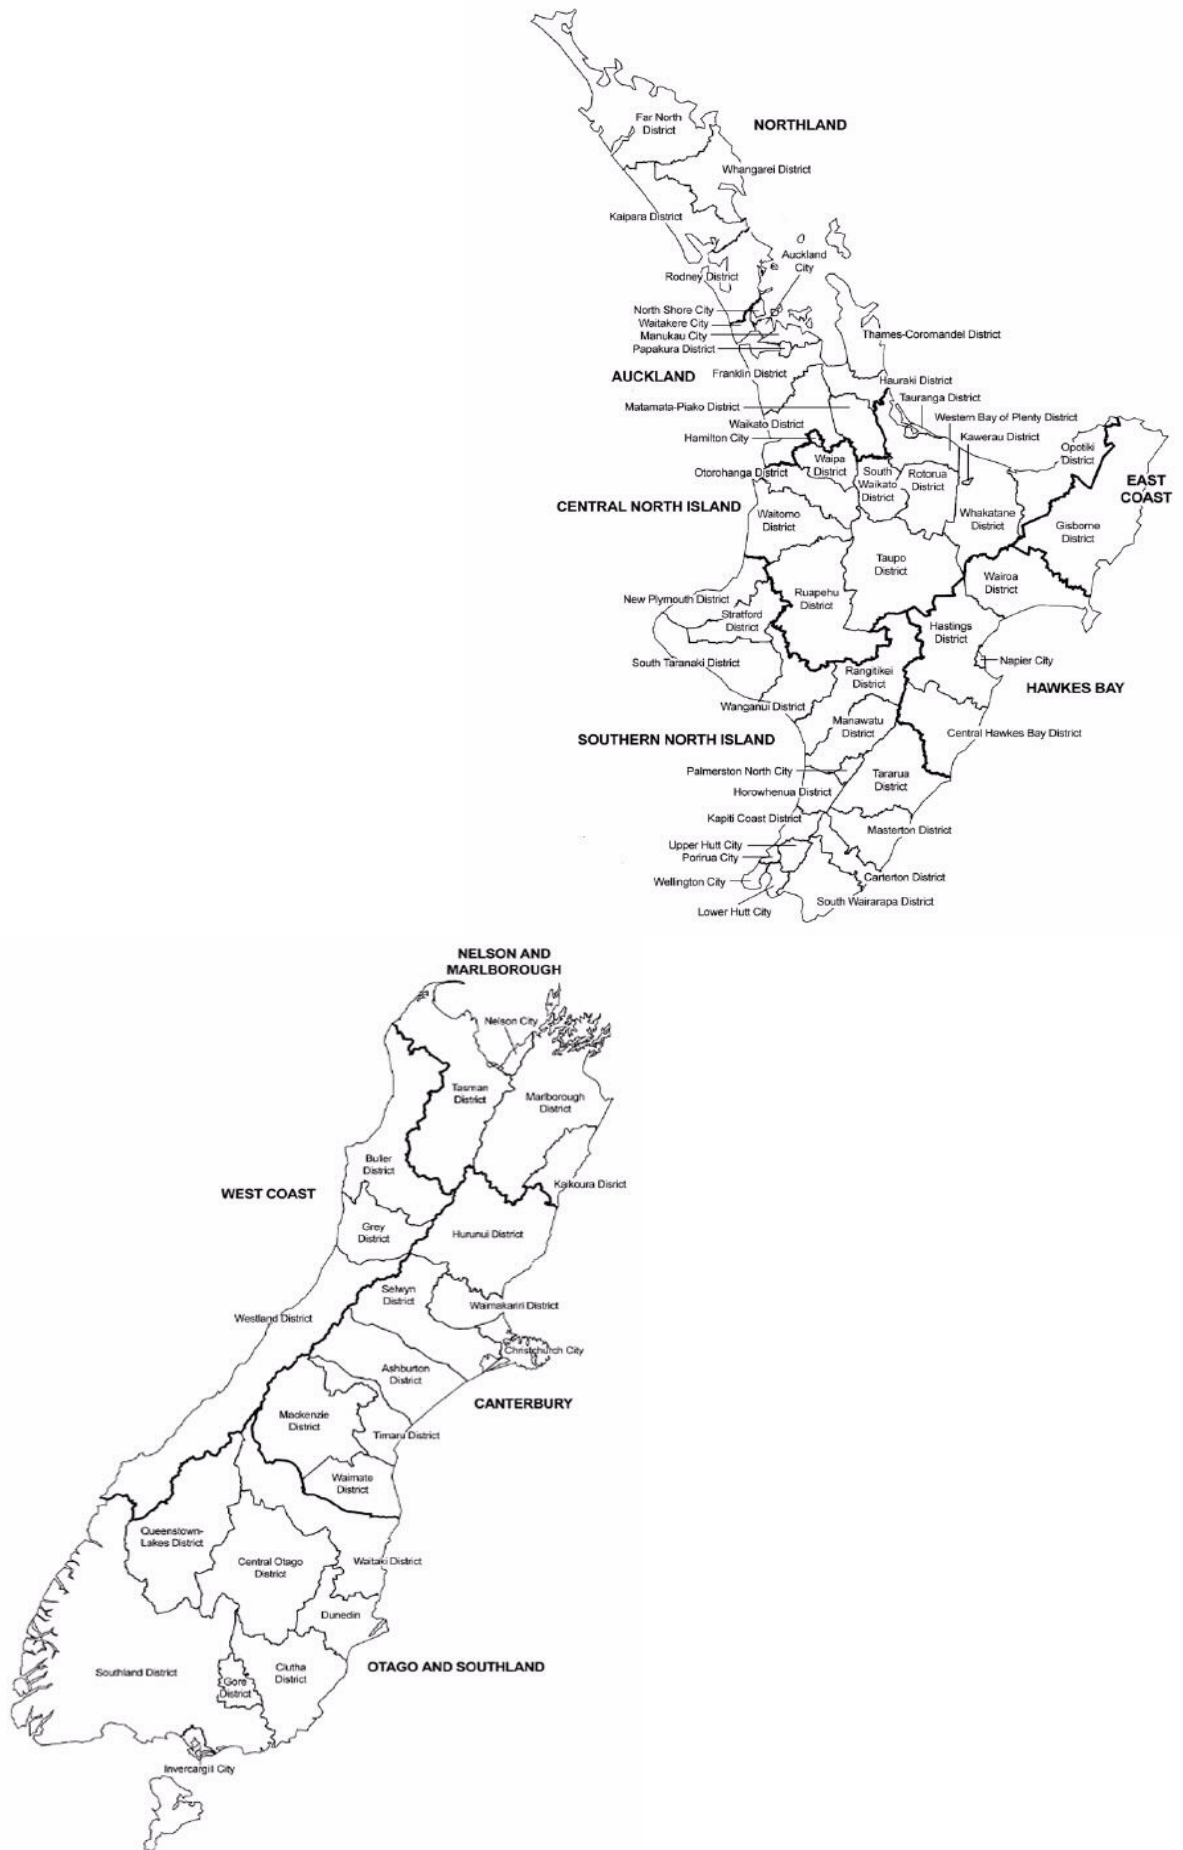 Far North
District
NORTHLAND
Whangarei District
Kaipara District
Auckland
City
Rodney District
North Shore City
Waitakere City
Manukau City
Papakura District
Thames-Coromandel District
Franklin District
AUCKLAND
Hauraki District
Tauranga District
Matamata-Piako District
Western Bay of Plenty District
Waikato District
Hamilton City
Kawerau District
Opotiki
District
Waipa
District
Otorohanga District
South
Waikato
District
Rotorua
District
EAST
COAST
CENTRAL NORTH ISLAND
Waitomo
District
Whakatane
District
Gisborne
District
Taupo
District
Wairoa
District
Ruapehu
District
New Plymouth District
Stratford
District
Hastings
District
South Taranaki District
Napier City
Rangitikei
District
HAWKES BAY
Wanganui District
Manawatu
District
SOUTHERN NORTH ISLAND
Central Hawkes Bay District
Palmerston North City
Tararua
District
Horowhenua District
Kapiti Coast District
Masterton District
Upper Hutt City
Porirua City
Wellington City
Carterton District
South Wairarapa District
Lower Hutt City
NELSON AND
MARLBOROUGH
Nelson City
Tasman
District
Marlborough
District
Buller
District
Kaikoura Disrict
WEST COAST
Grey
District
Hurunui District
Selwyn
District
Waimakariri District
Westland District
Christchurch City
Ashburton
District
CANTERBURY
Mackenzie
District
Timaru District
Waimate
District
Queenstown-
Lakes District
Central Otago
District
Waitaki District
Dunedin
Southland District
Clutha
District
OTAGO AND SOUTHLAND
Gore
District
Invercargill City